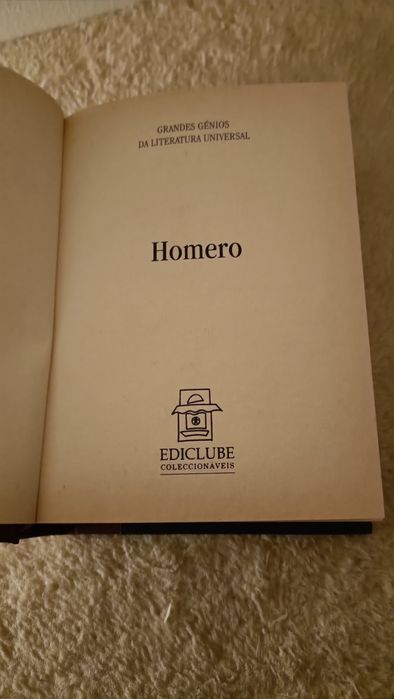 GRANDES GÉNIOS
DA LITERATURA UNIVERSAL
Homero
EDICLUBE
COLECCIONÁVEIS